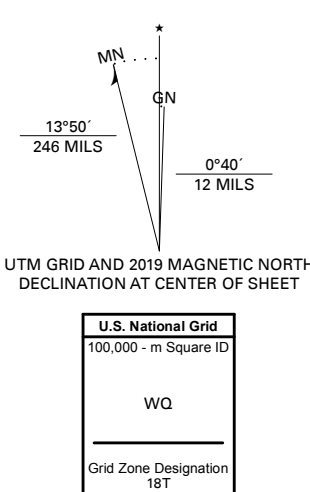 ★
MN
GN
13°50´
246 MILS
0°40´
12 MILS
UTM GRID AND 2019 MAGNETIC NORTH
DECLINATION AT CENTER OF SHEET
U.S. National Grid
100,000 - m Square ID
WQ
Grid Zone Designation
18T